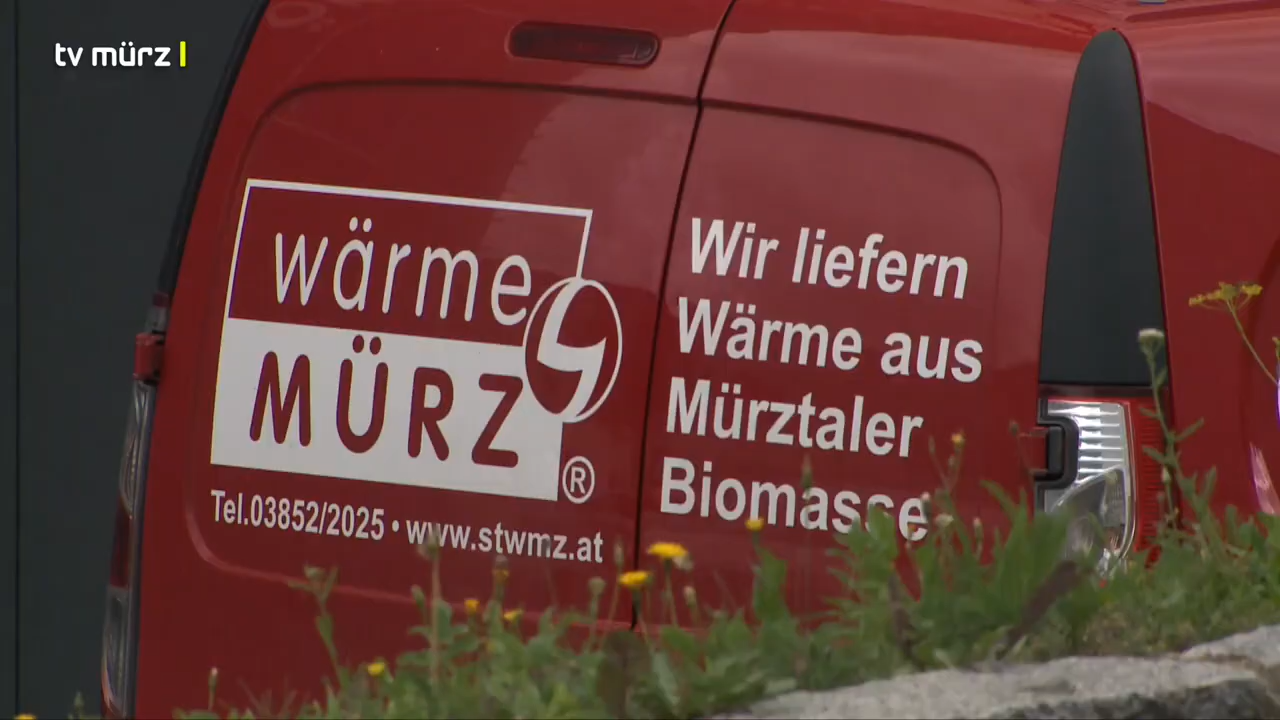 tv mürz
wärme
MÜRZ
®
Tel.03852/2025 • www.stwmz.at
Wir liefern
Wärme aus
Mürztaler
Biomasse